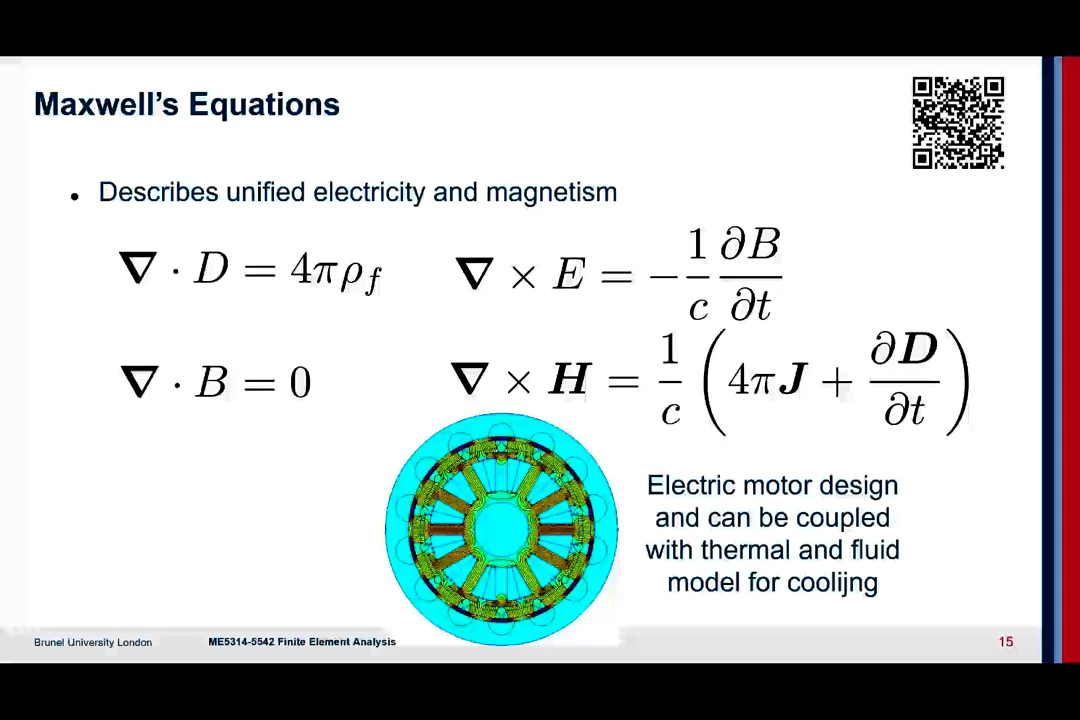 Maxwell's Equations
• Describes unified electricity and magnetism
∇ · D = 4πρ_f
∇ × E = −(1/c) ∂B/∂t
∇ · B = 0
∇ × H = (1/c) (4πJ + ∂D/∂t)
Electric motor design
and can be coupled
with thermal and fluid
model for coolijng
Brunel University London
ME5314-5542 Finite Element Analysis
15